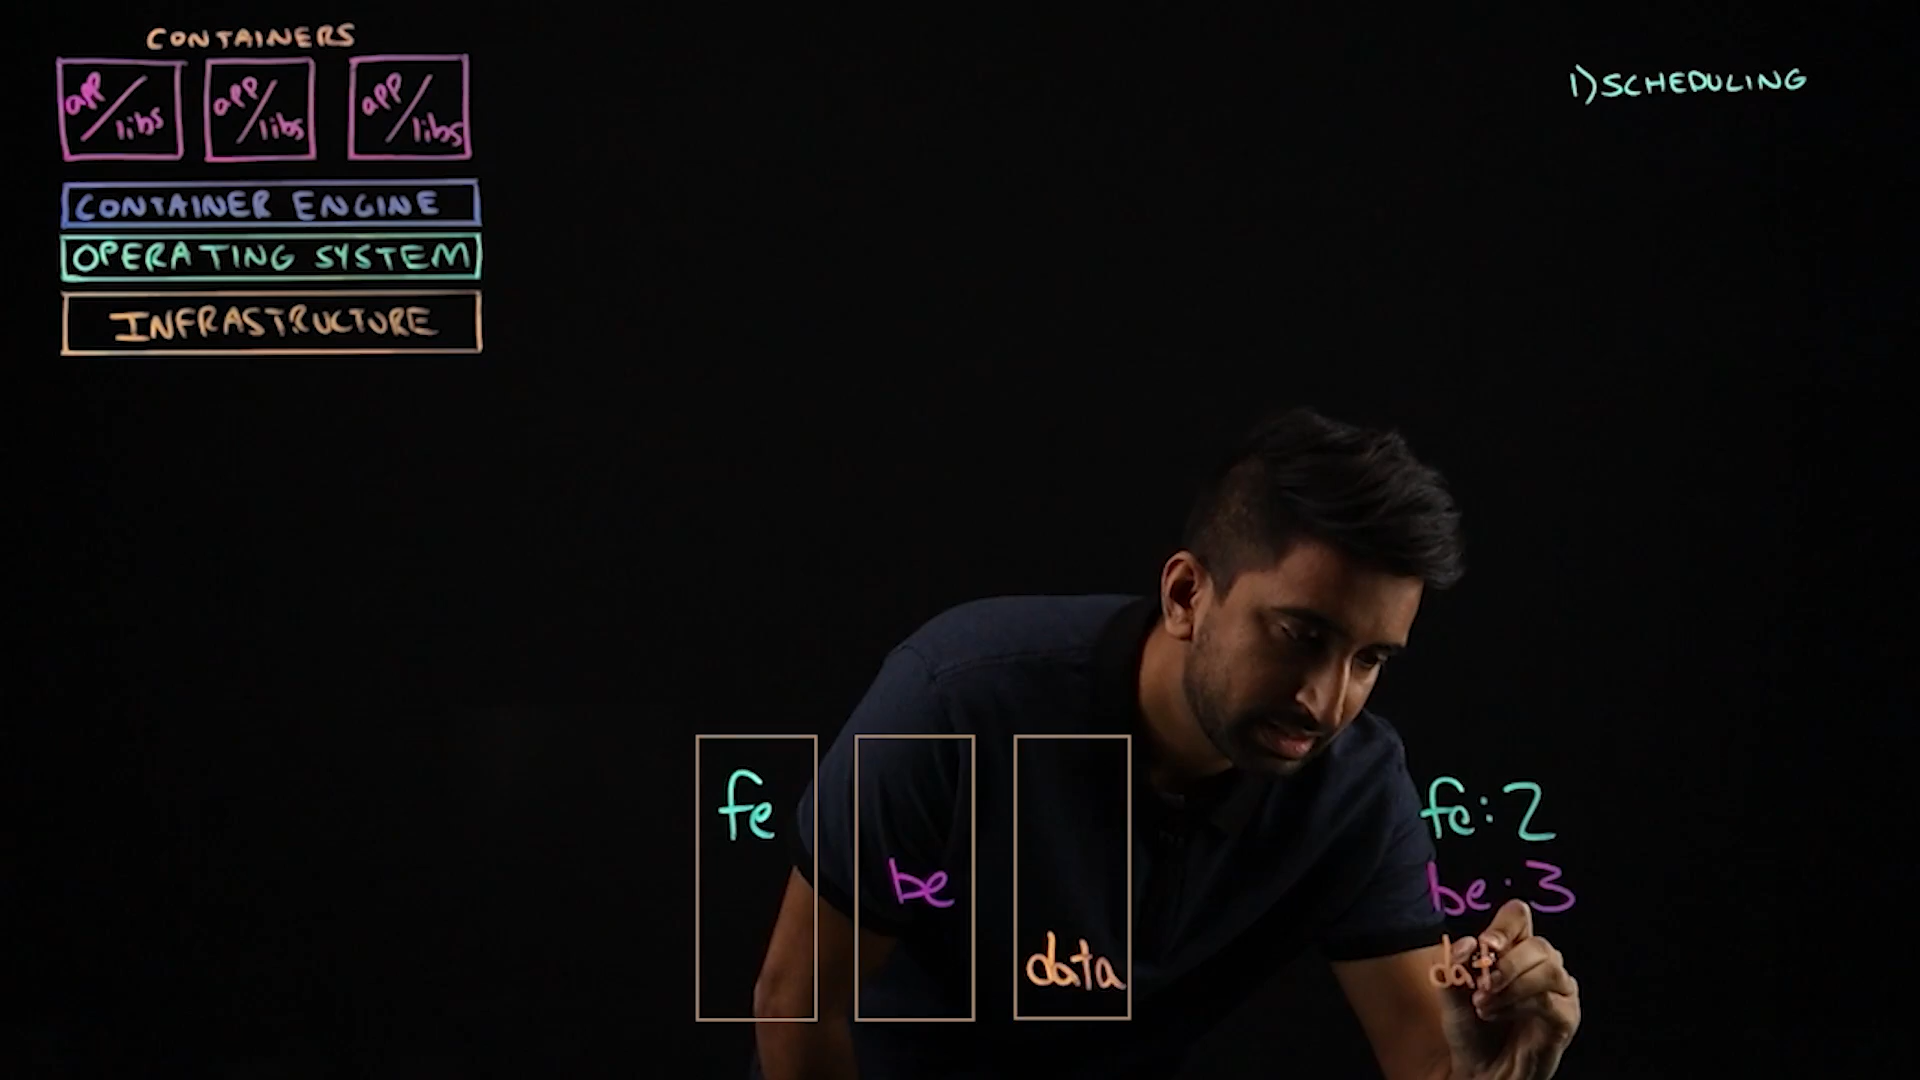 CONTAINERS
app/libs app/libs app/libs
CONTAINER ENGINE
OPERATING SYSTEM
INFRASTRUCTURE
1) SCHEDULING
fe
be
data
fe: 2
be: 3
dat